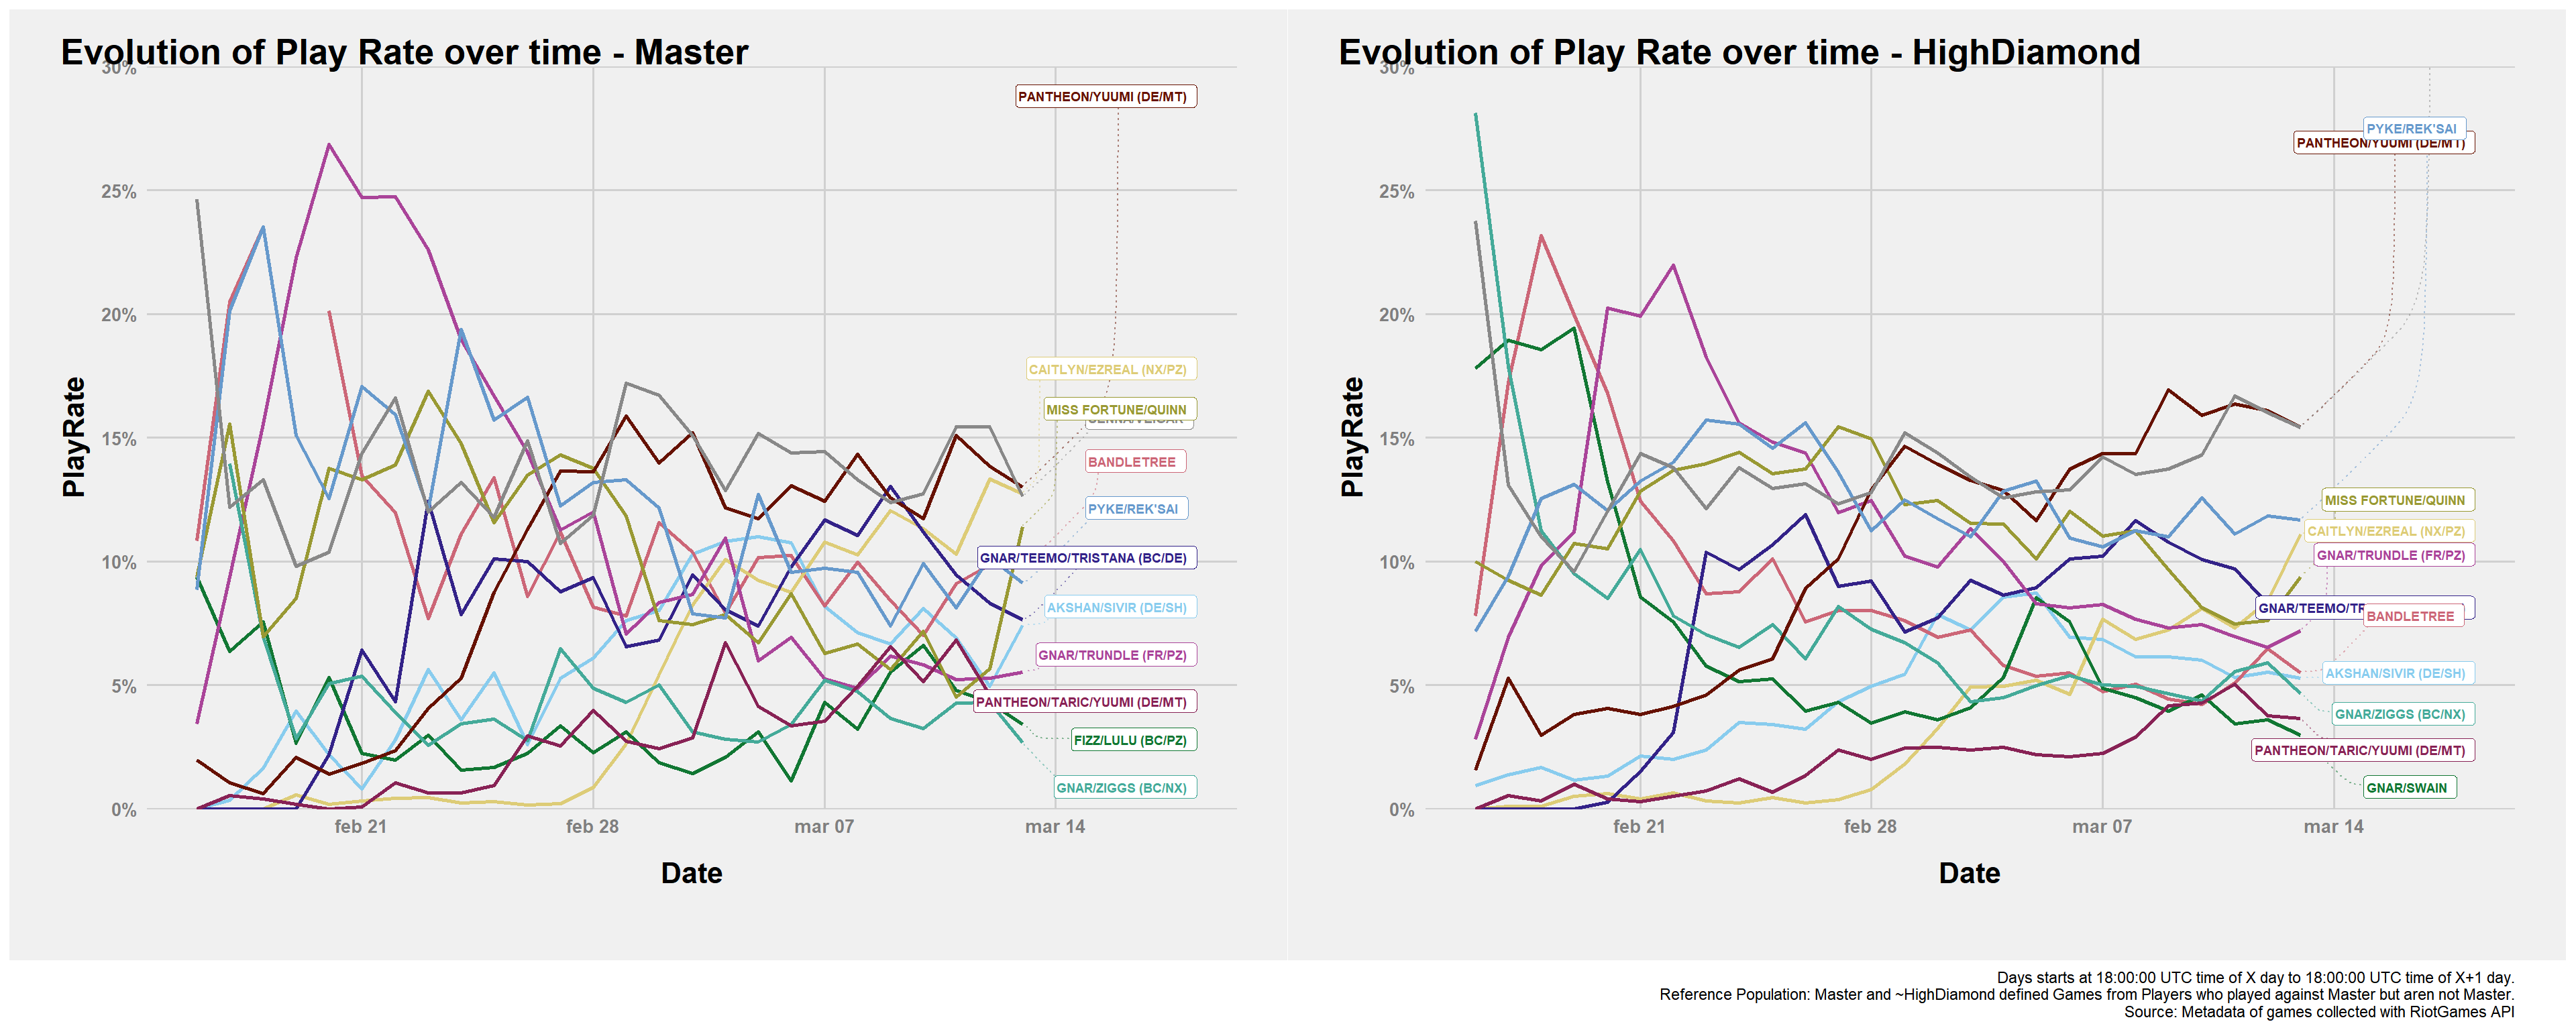 Evolution of Play Rate over time - Master
30%
25%
20%
15%
10%
5%
0%
PlayRate
feb 21
feb 28
mar 07
mar 14
Date
PANTHEON/YUUMI (DE/MT)
CAITLYN/EZREAL (NX/PZ)
MISS FORTUNE/QUINN
BANDLETREE
PYKE/REK'SAI
GNAR/TEEMO/TRISTANA (BC/DE)
AKSHAN/SIVIR (DE/SH)
GNAR/TRUNDLE (FR/PZ)
PANTHEON/TARIC/YUUMI (DE/MT)
FIZZ/LULU (BC/PZ)
GNAR/ZIGGS (BC/NX)
Evolution of Play Rate over time - HighDiamond
30%
25%
20%
15%
10%
5%
0%
PlayRate
feb 21
feb 28
mar 07
mar 14
Date
PYKE/REK'SAI
PANTHEON/YUUMI (DE/MT)
MISS FORTUNE/QUINN
CAITLYN/EZREAL (NX/PZ)
GNAR/TRUNDLE (FR/PZ)
GNAR/TEEMO/TR
BANDLETREE
AKSHAN/SIVIR (DE/SH)
GNAR/ZIGGS (BC/NX)
PANTHEON/TARIC/YUUMI (DE/MT)
GNAR/SWAIN
Days starts at 18:00:00 UTC time of X day to 18:00:00 UTC time of X+1 day.
Reference Population: Master and ~HighDiamond defined Games from Players who played against Master but aren not Master.
Source: Metadata of games collected with RiotGames API